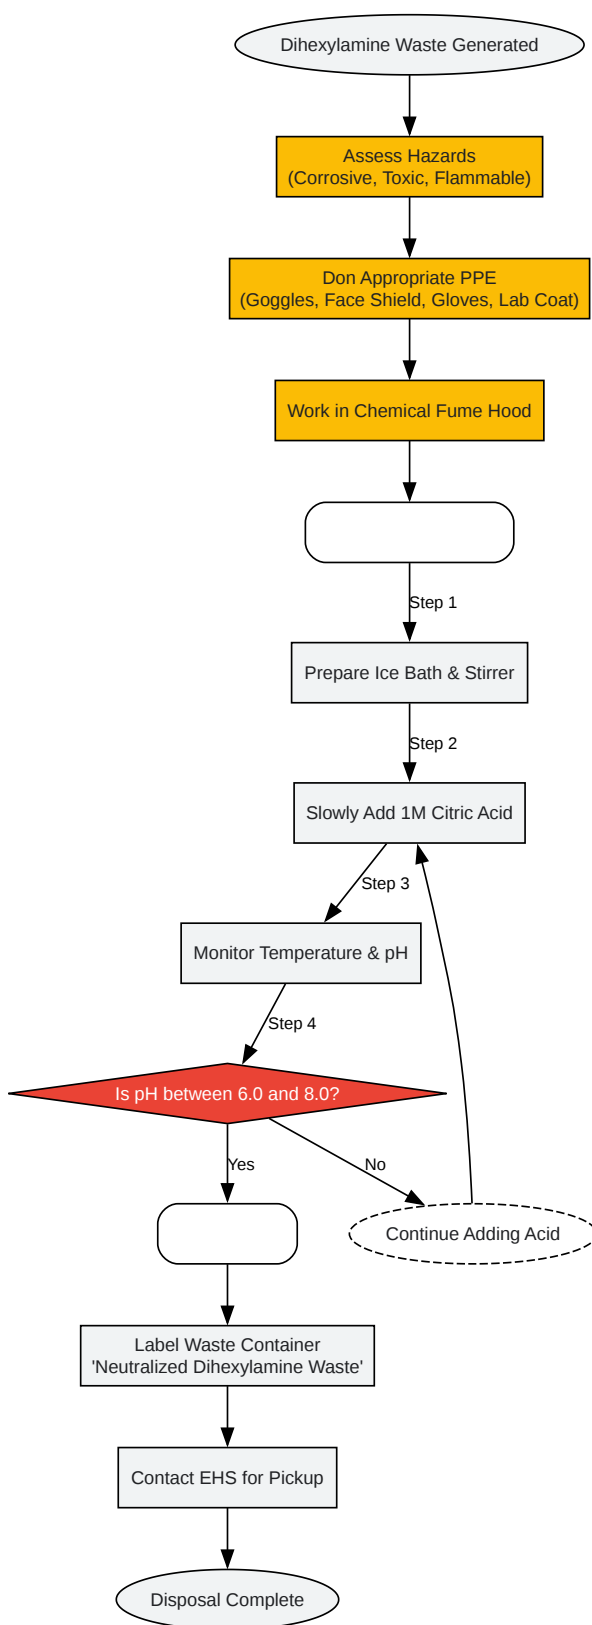 Dihexylamine Waste Generated
Assess Hazards
(Corrosive, Toxic, Flammable)
Don Appropriate PPE
(Goggles, Face Shield, Gloves, Lab Coat)
Work in Chemical Fume Hood
Step 1
Prepare Ice Bath & Stirrer
Step 2
Slowly Add 1M Citric Acid
Step 3
Monitor Temperature & pH
Step 4
Is pH between 6.0 and 8.0?
Yes
No
Continue Adding Acid
Label Waste Container
'Neutralized Dihexylamine Waste'
Contact EHS for Pickup
Disposal Complete